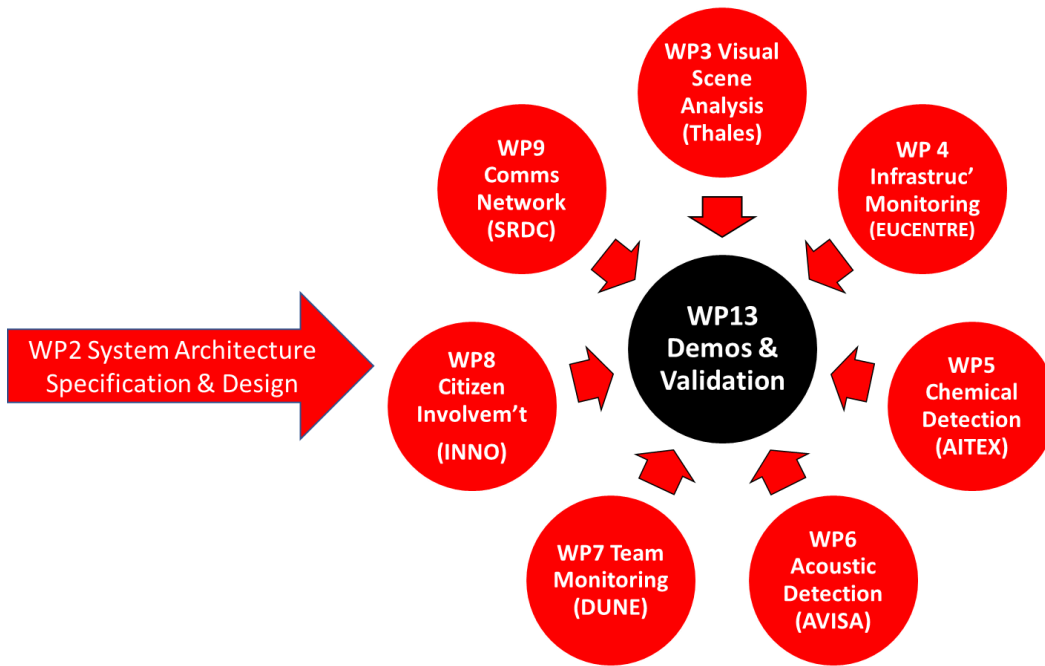 WP3 Visual
Scene
Analysis
(Thales)
WP9
Comms
Network
(SRDC)
WP 4
Infrastruc’
Monitoring
(EUCENTRE)
WP13
Demos &
Validation
WP2 System Architecture
Specification & Design
WP8
Citizen
Involvem’t
(INNO)
WP5
Chemical
Detection
(AITEX)
WP7 Team
Monitoring
(DUNE)
WP6
Acoustic
Detection
(AVISA)